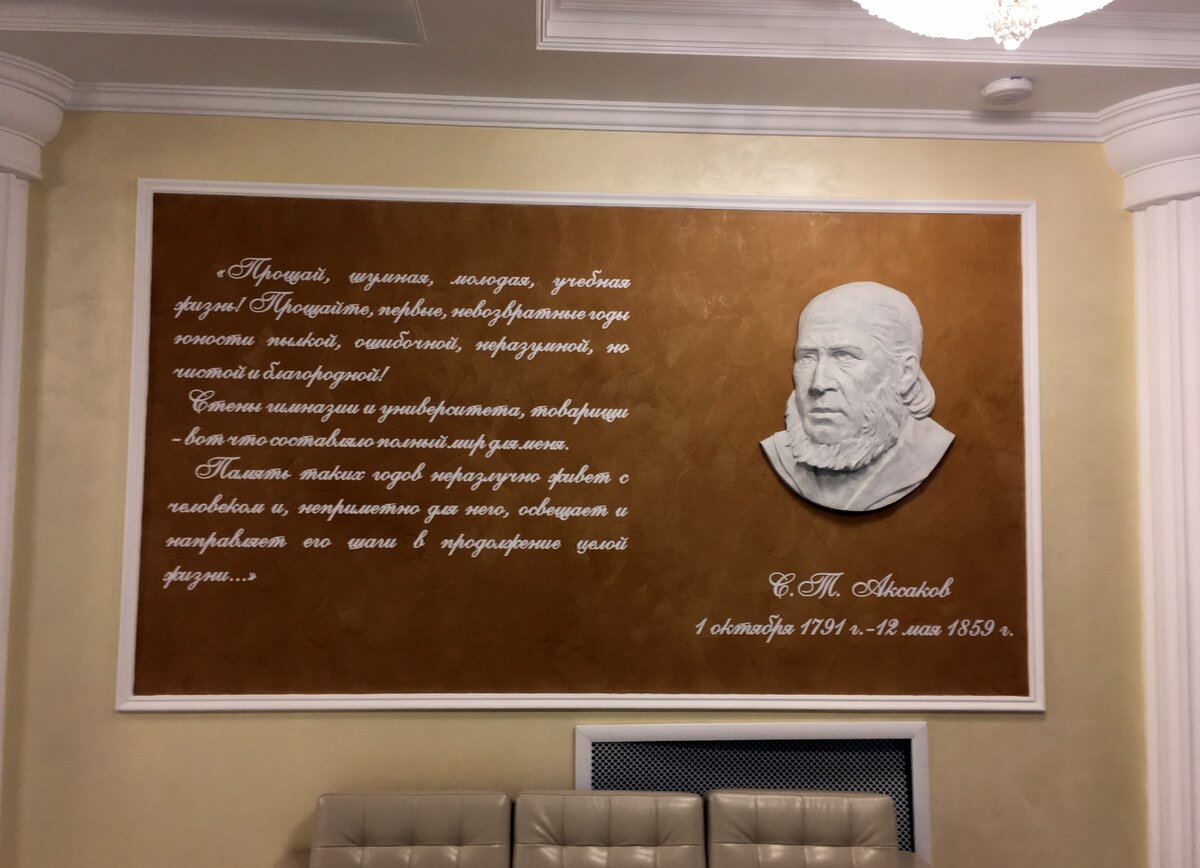 «Прощай, шумная, молодая, учебная
жизнь! Прощайте, первые, невозвратные годы
юности пылкой, ошибочной, неразумной, но
чистой и благородной!
Стены гимназии и университета, товарищи
- вот что составляло полный мир для меня.
Память таких годов неразлучно живет с
человеком и, неприметно для него, освещает и
направляет его шаги в продолжение целой
жизни...»
С.Т. Аксаков
1 октября 1791 г.-12 мая 1859 г.